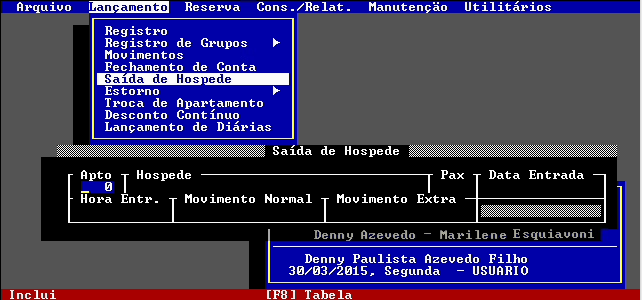 Arquivo Lançamento Reserva Cons./Relat. Manutenção Utilitários
Registro
Registro de Grupos
Movimentos
Fechamento de Conta
Saída de Hospede
Estorno
Troca de Apartamento
Desconto Contínuo
Lançamento de Diárias
Saída de Hospede
Apto Hospede Pax Data Entrada
0
Hora Entr. Movimento Normal Movimento Extra
Denny Azevedo - Marilene Esquiavoni
Denny Paulista Azevedo Filho
30/03/2015, Segunda - USUARIO
Inclui [F8] Tabela